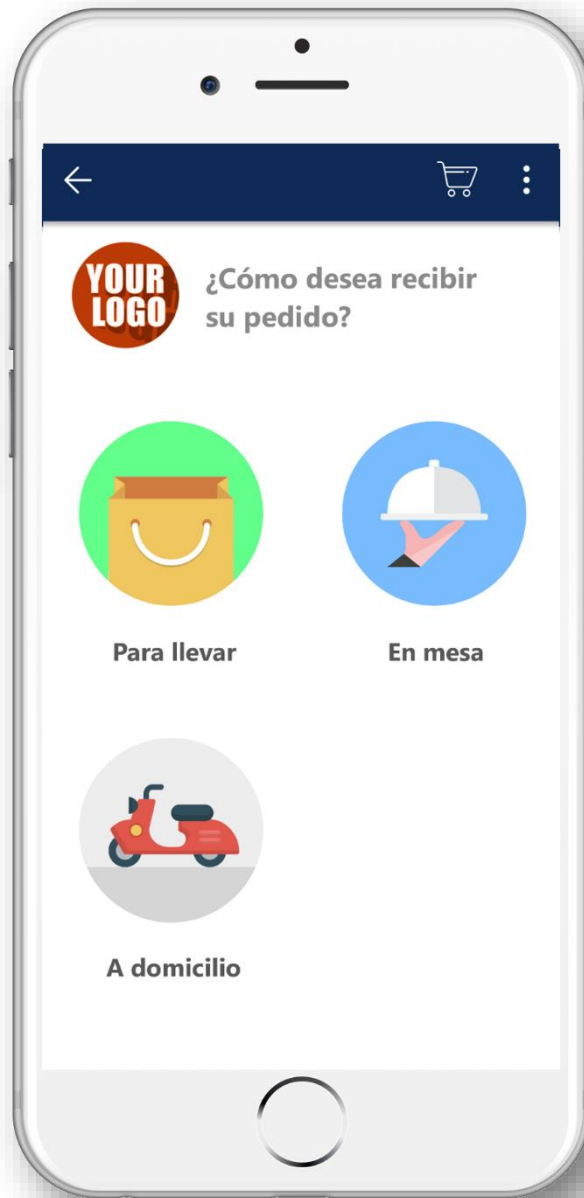 YOUR
LOGO
¿Cómo desea recibir
su pedido?
Para llevar
En mesa
A domicilio